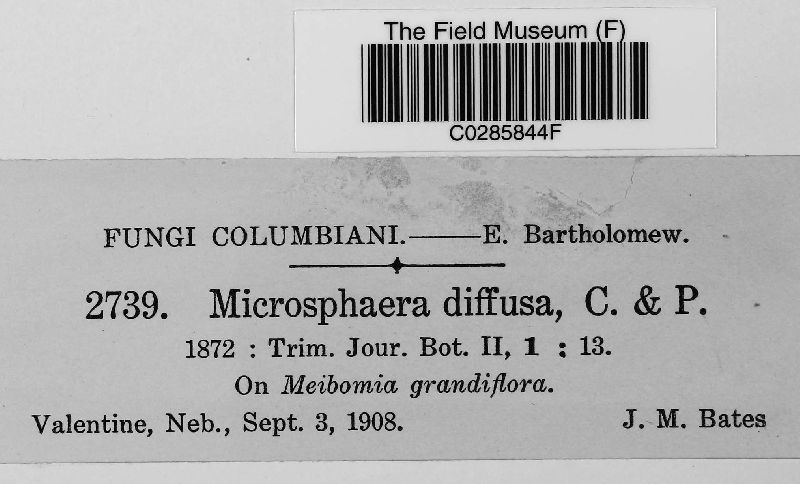 The Field Museum (F)
C0285844F
FUNGI COLUMBIANI.——E. Bartholomew.
2739. Microsphaera diffusa, C. & P.
1872 : Trim. Jour. Bot. II, 1 : 13.
On Meibomia grandiflora.
Valentine, Neb., Sept. 3, 1908. J. M. Bates